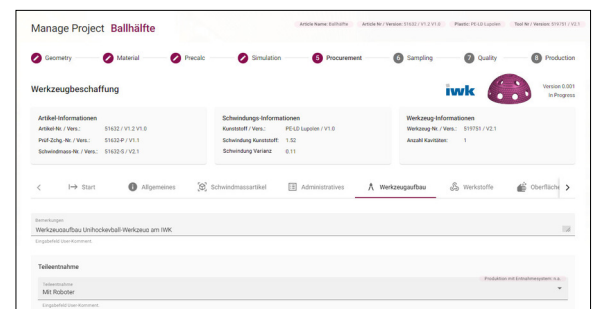 Manage Project Ballhälfte
Article Name: Ballhälfte
Article Nr / Version: 51632 / V1.2 V1.0
Plastic: PE-LD Lupolen
Tool Nr / Version: 519751 / V2.1
Geometry
Material
Precalc
Simulation
5 Procurement
6 Sampling
7 Quality
8 Production
Werkzeugbeschaffung
iwk
Version 0.001
In Progress
Artikel-Informationen
Artikel-Nr. / Vers.: 51632 / V1.2 V1.0
Prüf-Zchg.-Nr. / Vers.: 51632-P / V1.1
Schwindmass-Nr / Vers.: 51632-S / V2.1
Schwindungs-Informationen
Kunststoff / Vers.: PE-LD Lupolen / V1.0
Schwindung Kunststoff: 1.52
Schwindung Varianz 0.11
Werkzeug-Informationen
Werkzeug-Nr. / Vers.: 519751 / V2.1
Anzahl Kavitäten: 1
Start
Allgemeines
Schwindmassartikel
Administratives
Werkzeugaufbau
Werkstoffe
Oberfläche
Bemerkungen
Werkzeugaufbau Unihockeyball-Werkzeug am IWK
Eingabefeld User-Kommentar
Teileentnahme
Produktion mit Entnahmesystem: n.a.
Teileentnahme
Mit Roboter
Eingabefeld User-Komment.